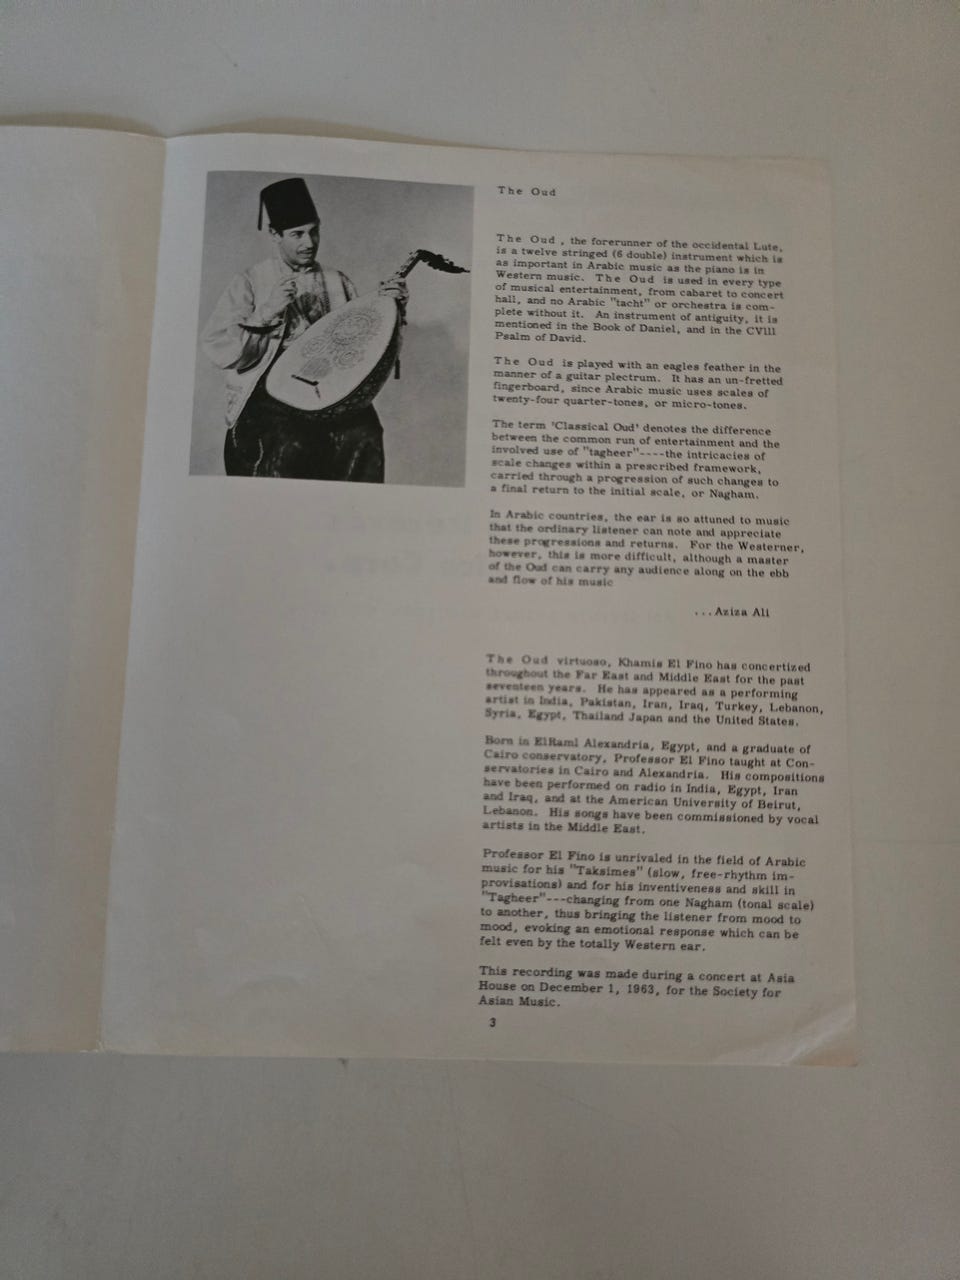 The Oud
The Oud , the forerunner of the occidental Lute,
is a twelve stringed (6 double) instrument which is
as important in Arabic music as the piano is in
Western music. The Oud is used in every type
of musical entertainment, from cabaret to concert
hall, and no Arabic "tacht" or orchestra is com-
plete without it. An instrument of antiguity, it is
mentioned in the Book of Daniel, and in the CVlll
Psalm of David.
The Oud is played with an eagles feather in the
manner of a guitar plectrum. It has an un-fretted
fingerboard, since Arabic music uses scales of
twenty-four quarter-tones, or micro-tones.
The term 'Classical Oud' denotes the difference
between the common run of entertainment and the
involved use of "tagheer"----the intricacies of
scale changes within a prescribed framework,
carried through a progression of such changes to
a final return to the initial scale, or Nagham.
In Arabic countries, the ear is so attuned to music
that the ordinary listener can note and appreciate
these progressions and returns. For the Westerner,
however, this is more difficult, although a master
of the Oud can carry any audience along on the ebb
and flow of his music
...Aziza Ali
The Oud virtuoso, Khamis El Fino has concertized
throughout the Far East and Middle East for the past
seventeen years. He has appeared as a performing
artist in India, Pakistan, Iran, Iraq, Turkey, Lebanon,
Syria, Egypt, Thailand Japan and the United States.
Born in ElRaml Alexandria, Egypt, and a graduate of
Cairo conservatory, Professor El Fino taught at Con-
servatories in Cairo and Alexandria. His compositions
have been performed on radio in India, Egypt, Iran
and Iraq, and at the American University of Beirut,
Lebanon. His songs have been commissioned by vocal
artists in the Middle East.
Professor El Fino is unrivaled in the field of Arabic
music for his "Taksimes" (slow, free-rhythm im-
provisations) and for his inventiveness and skill in
"Tagheer"---changing from one Nagham (tonal scale)
to another, thus bringing the listener from mood to
mood, evoking an emotional response which can be
felt even by the totally Western ear.
This recording was made during a concert at Asia
House on December 1, 1963, for the Society for
Asian Music.
3